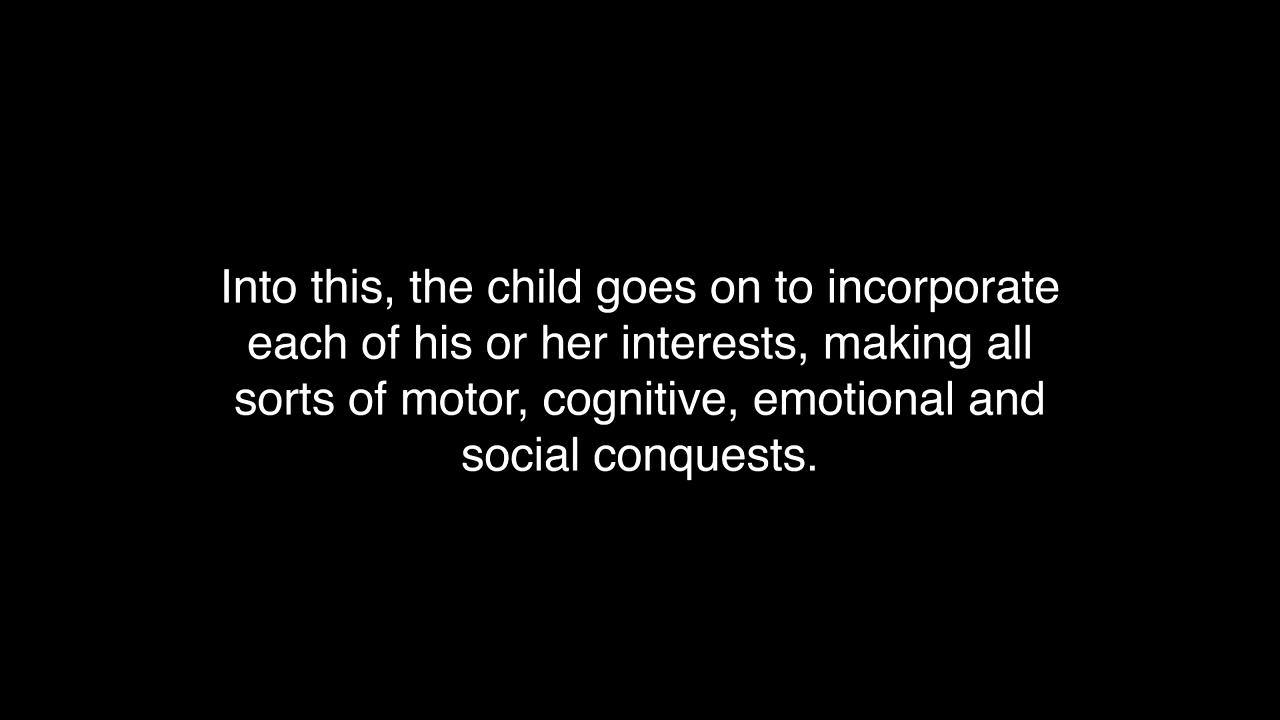 Into this, the child goes on to incorporate
each of his or her interests, making all
sorts of motor, cognitive, emotional and
social conquests.